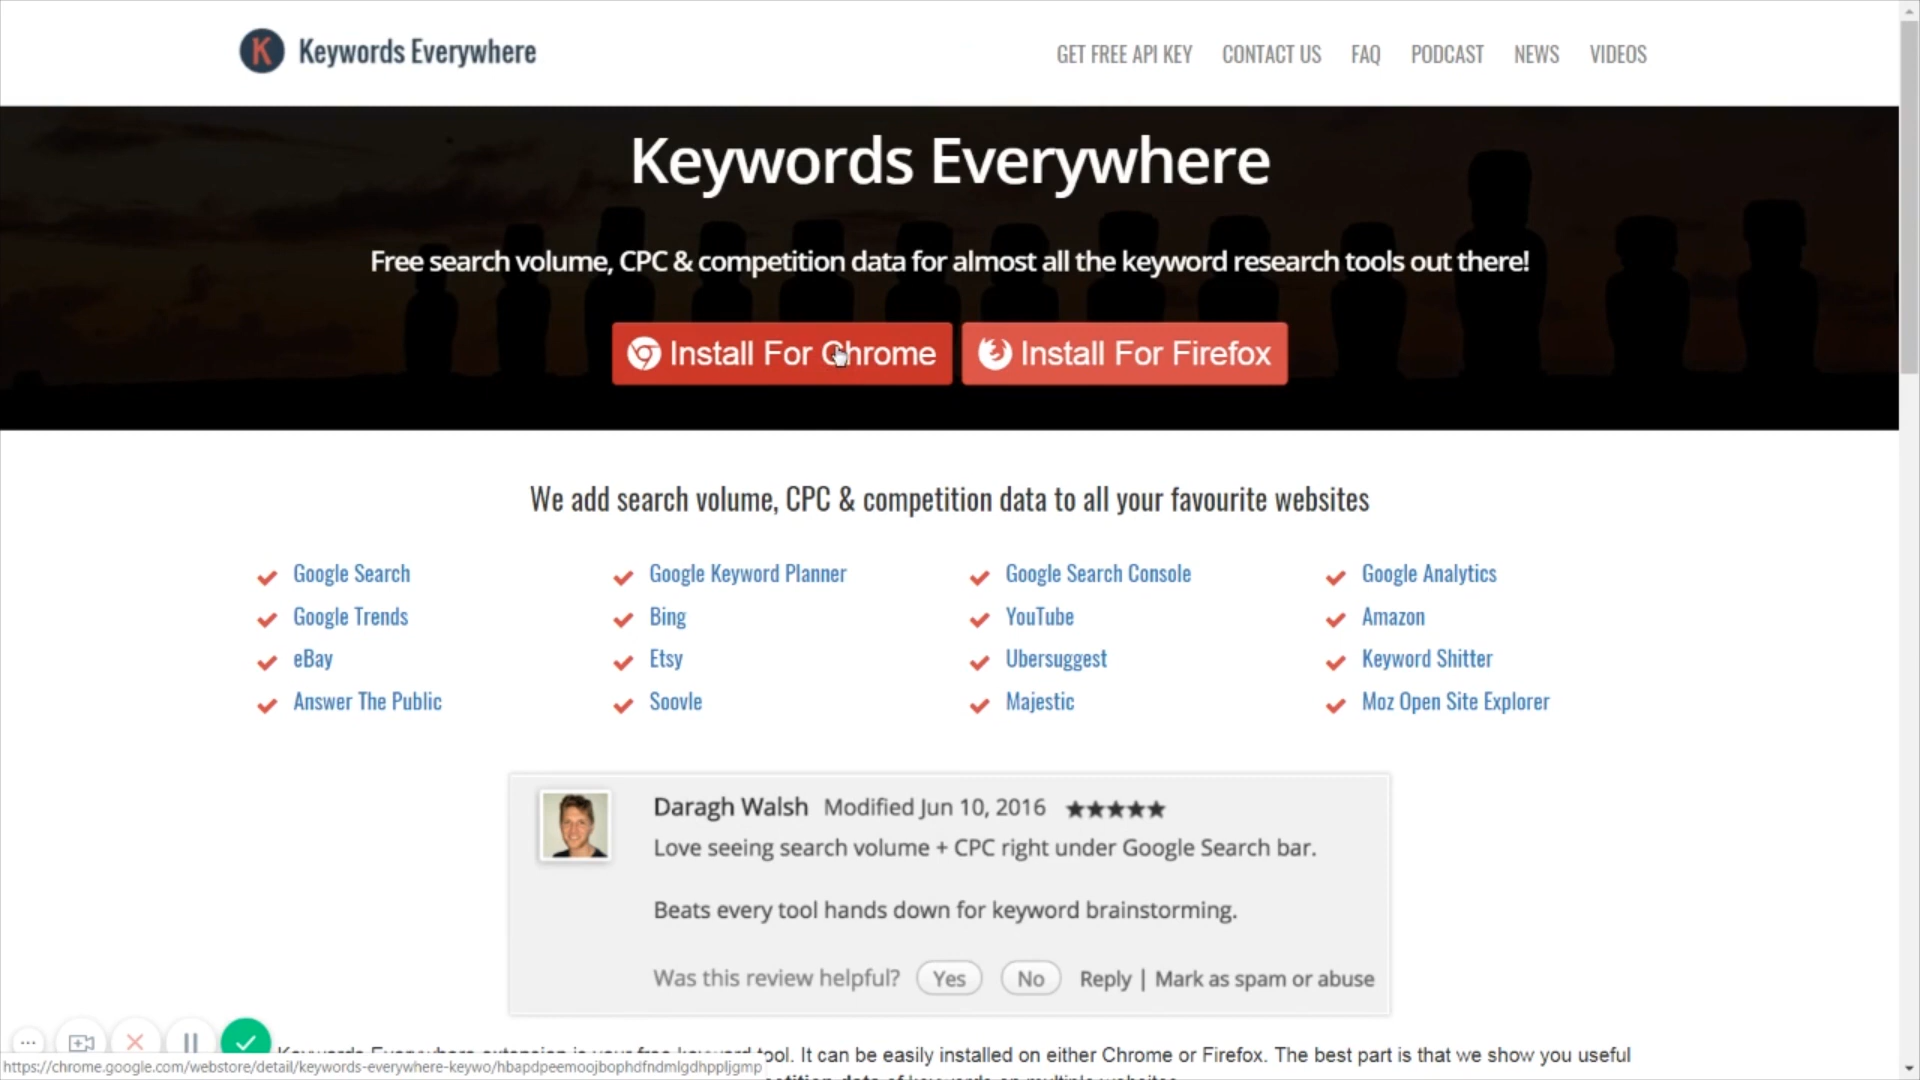 K Keywords Everywhere
GET FREE API KEY CONTACT US FAQ PODCAST NEWS VIDEOS
Keywords Everywhere
Free search volume, CPC & competition data for almost all the keyword research tools out there!
Install For Chrome Install For Firefox
We add search volume, CPC & competition data to all your favourite websites
Google Search Google Keyword Planner Google Search Console Google Analytics
Google Trends Bing YouTube Amazon
eBay Etsy Ubersuggest Keyword Shitter
Answer The Public Soovle Majestic Moz Open Site Explorer
Daragh Walsh Modified Jun 10, 2016 ★★★★★
Love seeing search volume + CPC right under Google Search bar.
Beats every tool hands down for keyword brainstorming.
Was this review helpful? Yes No Reply | Mark as spam or abuse
Keywords Everywhere extension is your free keyword tool. It can be easily installed on either Chrome or Firefox. The best part is that we show you useful
https://chrome.google.com/webstore/detail/keywords-everywhere-keywo/hbapdpeemoojbophdfndmlgdhppljgmp